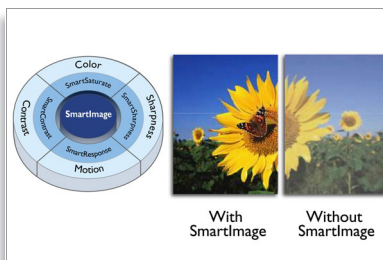 Color
SmartSaturate
Contrast
SmartContrast
SmartImage
SmartSharpness
Sharpness
SmartResponse
Motion
With
SmartImage
Without
SmartImage